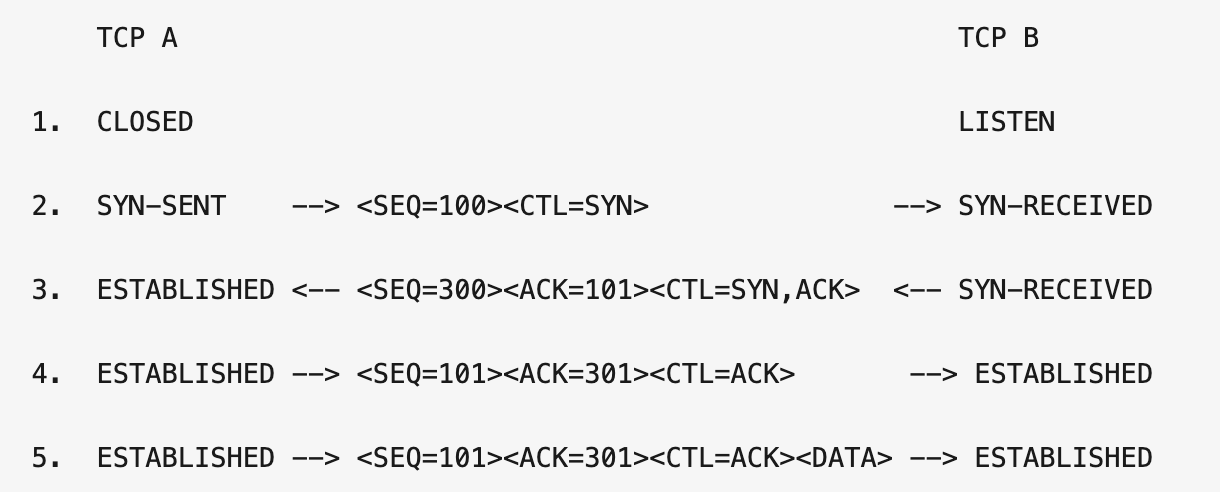 TCP A                                                TCP B
1.  CLOSED                                               LISTEN
2.  SYN-SENT    --> <SEQ=100><CTL=SYN>               --> SYN-RECEIVED
3.  ESTABLISHED <-- <SEQ=300><ACK=101><CTL=SYN,ACK>  <-- SYN-RECEIVED
4.  ESTABLISHED --> <SEQ=101><ACK=301><CTL=ACK>       --> ESTABLISHED
5.  ESTABLISHED --> <SEQ=101><ACK=301><CTL=ACK><DATA> --> ESTABLISHED